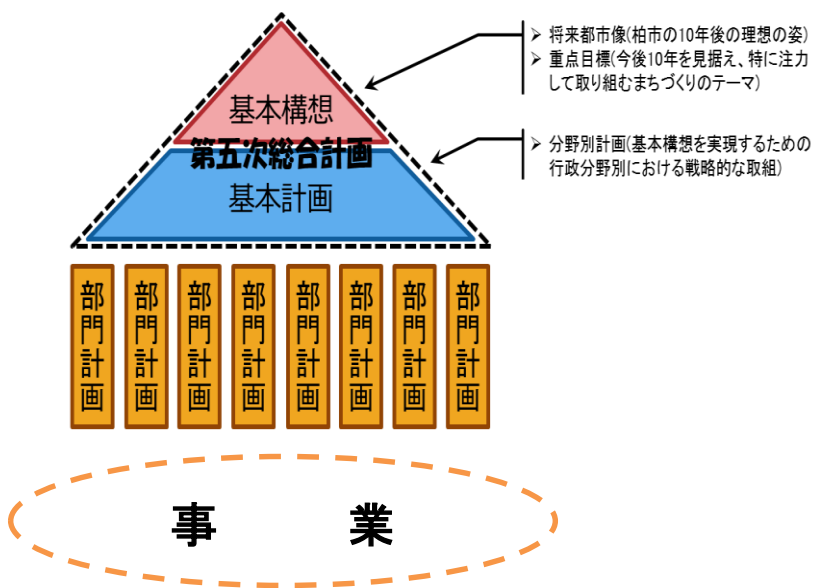 ➢ 将来都市像(柏市の10年後の理想の姿)
➢ 重点目標(今後10年を見据え、特に注力
して取り組むまちづくりのテーマ)
基本構想
第五次総合計画
➢ 分野別計画(基本構想を実現するための
行政分野別における戦略的な取組)
基本計画
部門計画
部門計画
部門計画
部門計画
部門計画
部門計画
部門計画
部門計画
事 業